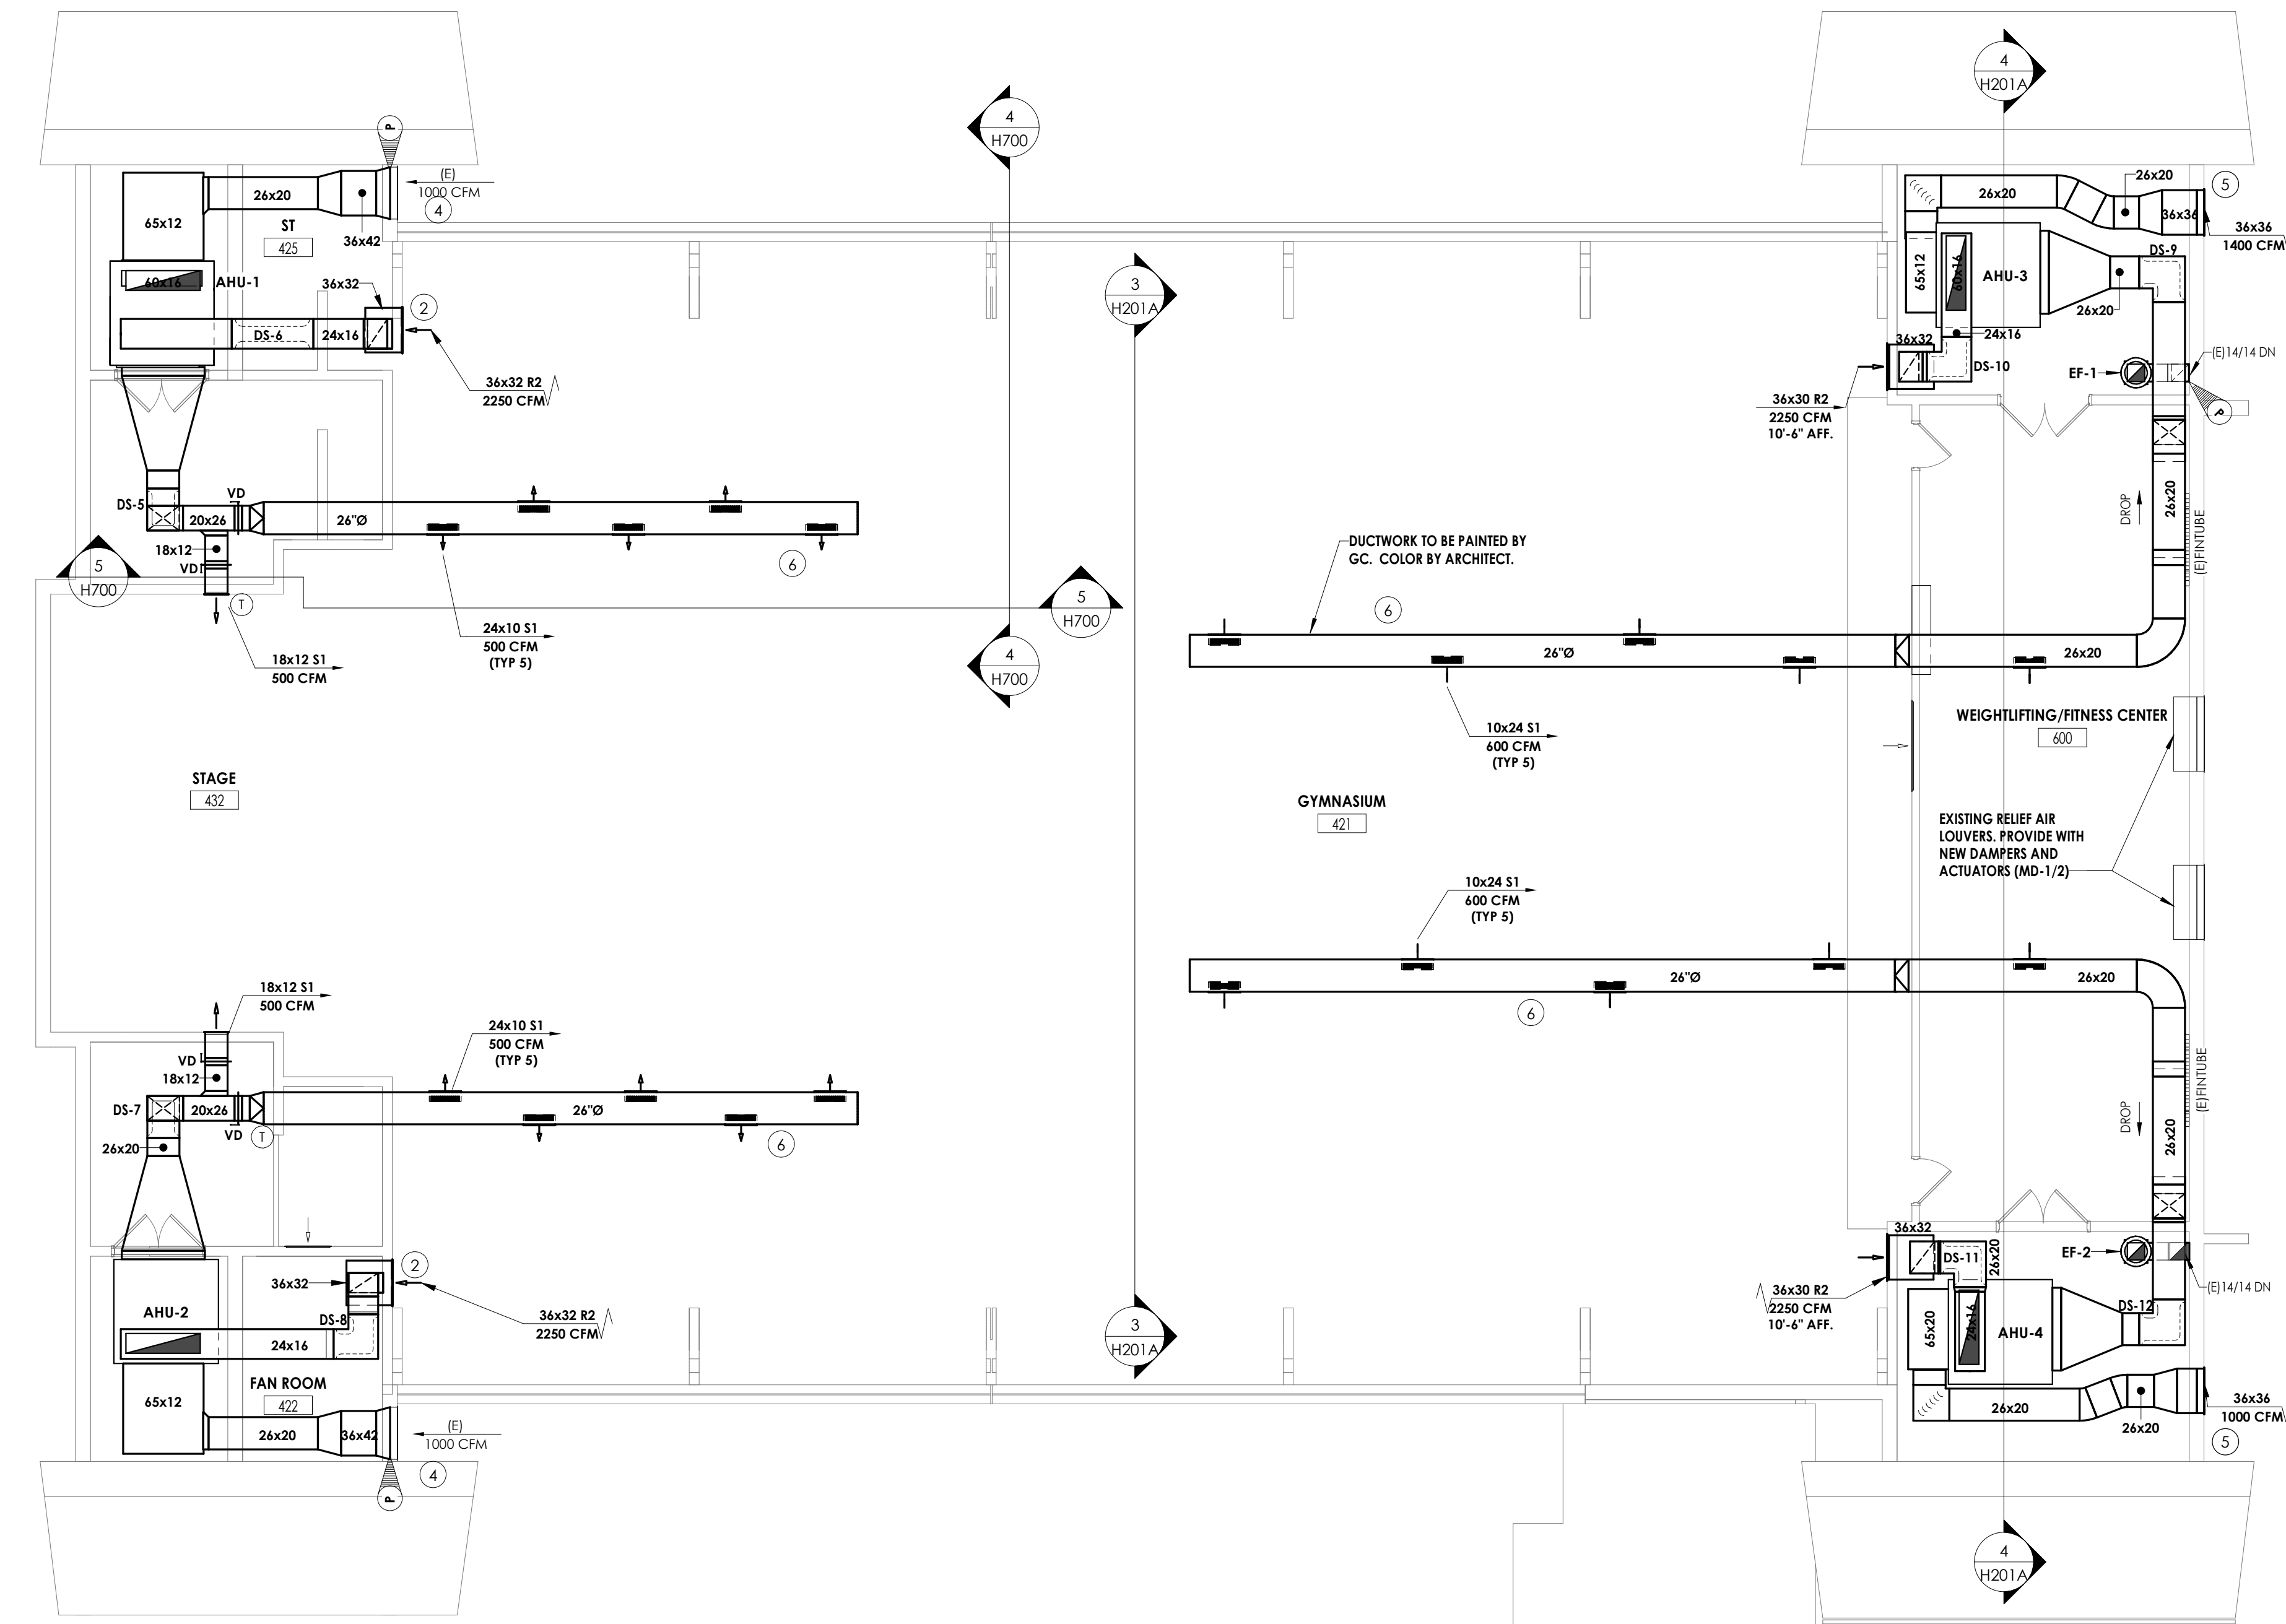 4
H201A
P
4
H700
(E)
1000 CFM
4
26x20
65x12
ST
425
36x42
60x16
AHU-1
36x32
2
DS-6
24x16
36x32 R2
2250 CFM
3
H201A
26x20
5
26x20
36x36
36x36
1400 CFM
DS-9
65x12
60x16
AHU-3
26x20
24x16
36x32
DS-10
(E)14/14 DN
EF-1
P
36x30 R2
2250 CFM
10'-6" AFF.
DS-5
VD
20x26
26"Ø
18x12
VD
5
H700
T
6
24x10 S1
500 CFM
(TYP 5)
18x12 S1
500 CFM
5
H700
4
H700
DUCTWORK TO BE PAINTED BY
GC. COLOR BY ARCHITECT.
6
DROP
26x20
(E)FINTUBE
26"Ø
26x20
10x24 S1
600 CFM
(TYP 5)
WEIGHTLIFTING/FITNESS CENTER
600
STAGE
432
GYMNASIUM
421
EXISTING RELIEF AIR
LOUVERS. PROVIDE WITH
NEW DAMPERS AND
ACTUATORS (MD-1/2)
10x24 S1
600 CFM
(TYP 5)
26"Ø
26x20
6
18x12 S1
500 CFM
24x10 S1
500 CFM
(TYP 5)
VD
18x12
DS-7
20x26
26"Ø
VD
T
26x20
6
DROP
26x20
(E)FINTUBE
36x32
2
DS-8
AHU-2
24x16
36x32 R2
2250 CFM
FAN ROOM
422
65x12
26x20
36x42
(E)
1000 CFM
4
P
3
H201A
36x32
DS-11
26x20
EF-2
(E)14/14 DN
36x30 R2
2250 CFM
10'-6" AFF.
65x20
24x16
AHU-4
DS-12
26x20
26x20
36x36
1000 CFM
5
4
H201A